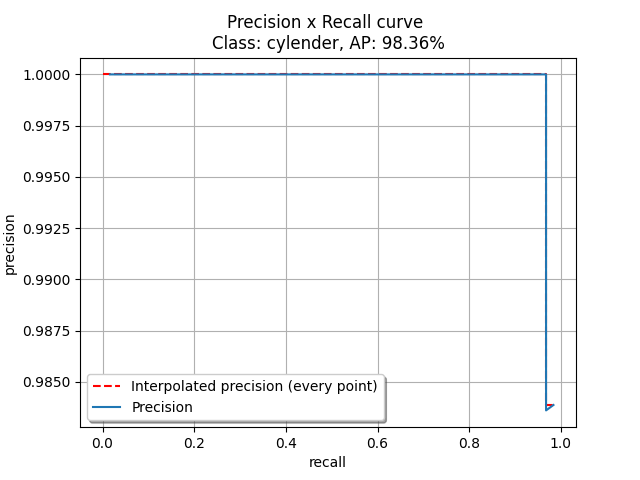 Precision x Recall curve
Class: cylender, AP: 98.36%
precision
1.0000
0.9975
0.9950
0.9925
0.9900
0.9875
0.9850
Interpolated precision (every point)
Precision
0.0 0.2 0.4 0.6 0.8 1.0
recall